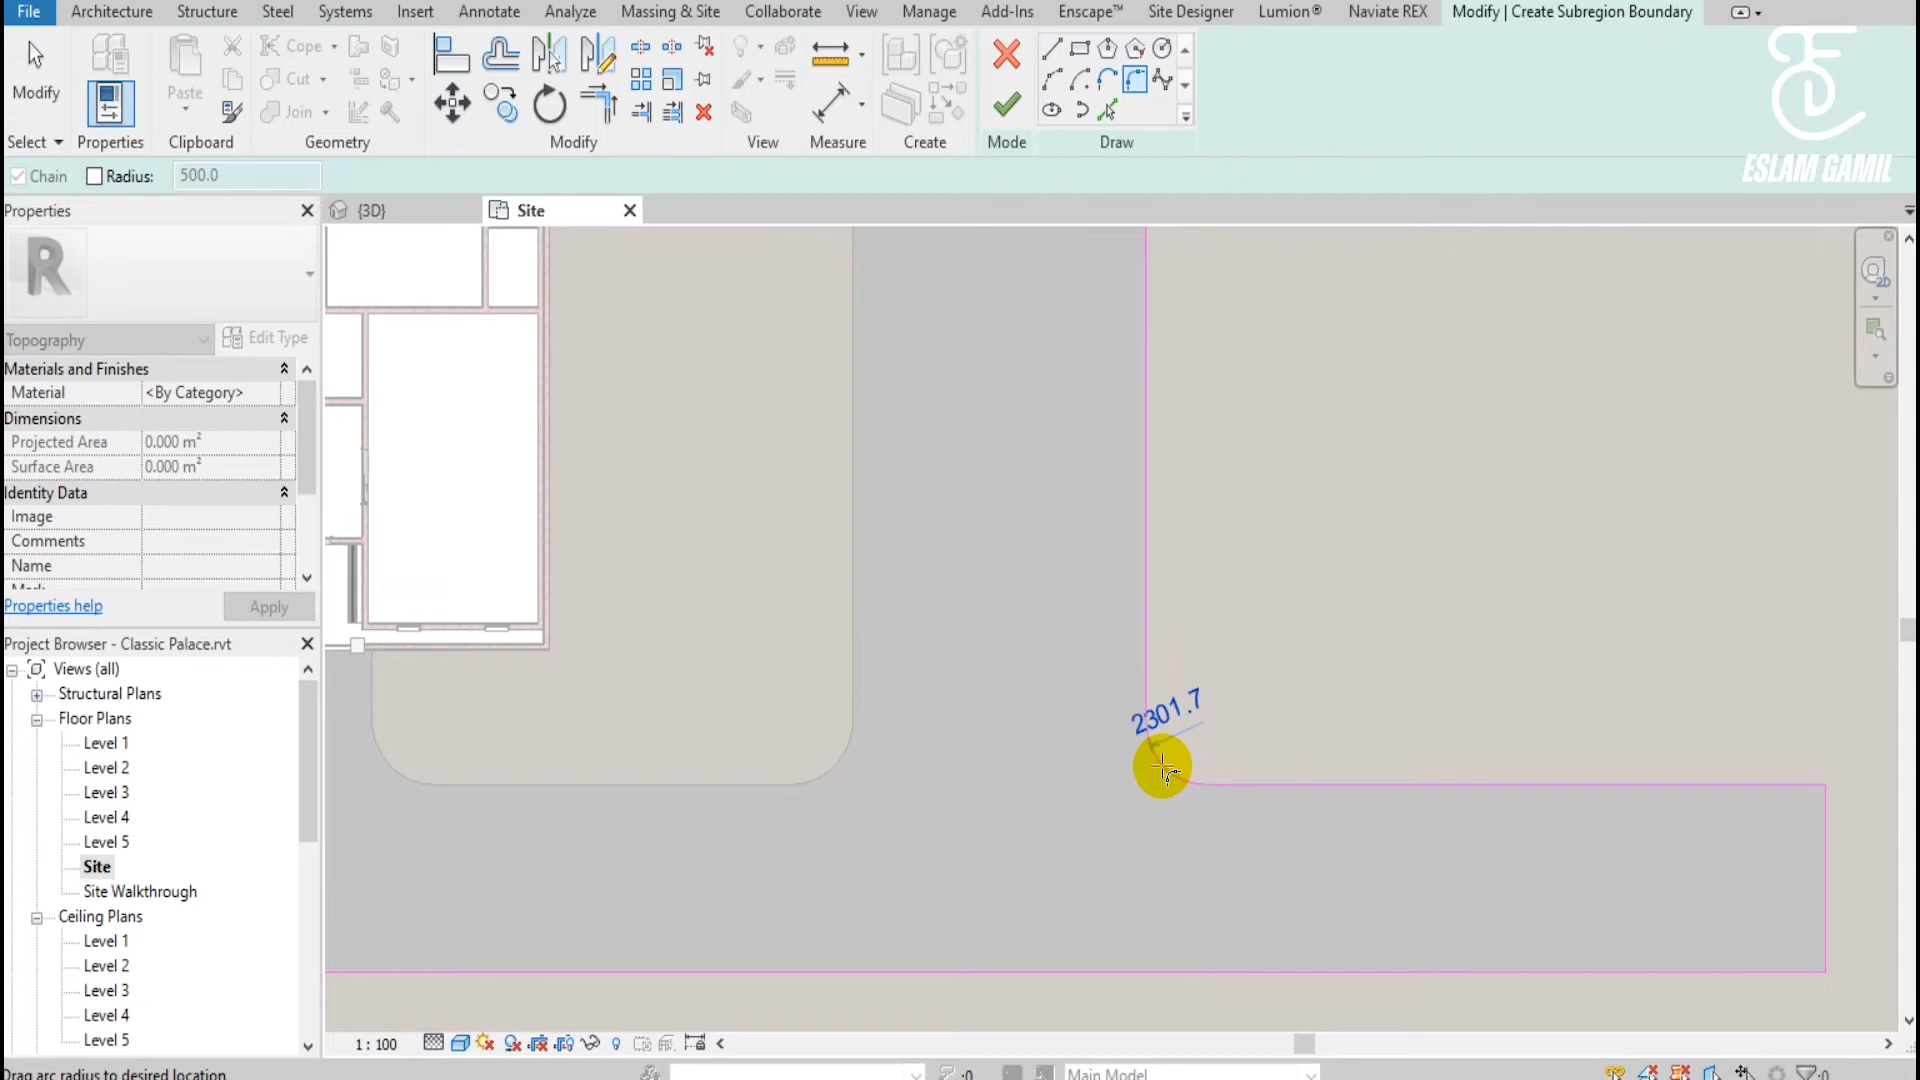 File Architecture Structure Steel Systems Insert Annotate Analyze Massing & Site Collaborate View Manage Add-Ins Enscape™ Site Designer Lumion® Naviate REX Modify | Create Subregion Boundary
Modify
Paste
Cope
Cut
Join
Select Properties Clipboard Geometry Modify View Measure Create Mode Draw
ESLAM GAMIL
Chain Radius: 500.0
Properties
{3D}
Site
R
Topography
Edit Type
Materials and Finishes
Material <By Category>
Dimensions
Projected Area 0.000 m²
Surface Area 0.000 m²
Identity Data
Image
Comments
Name
Properties help
Apply
Project Browser - Classic Palace.rvt
Views (all)
Structural Plans
Floor Plans
Level 1
Level 2
Level 3
Level 4
Level 5
Site
Site Walkthrough
Ceiling Plans
Level 1
Level 2
Level 3
Level 4
Level 5
2301.7
2D
1 : 100
Drag arc radius to desired location
:0
Main Model
:0